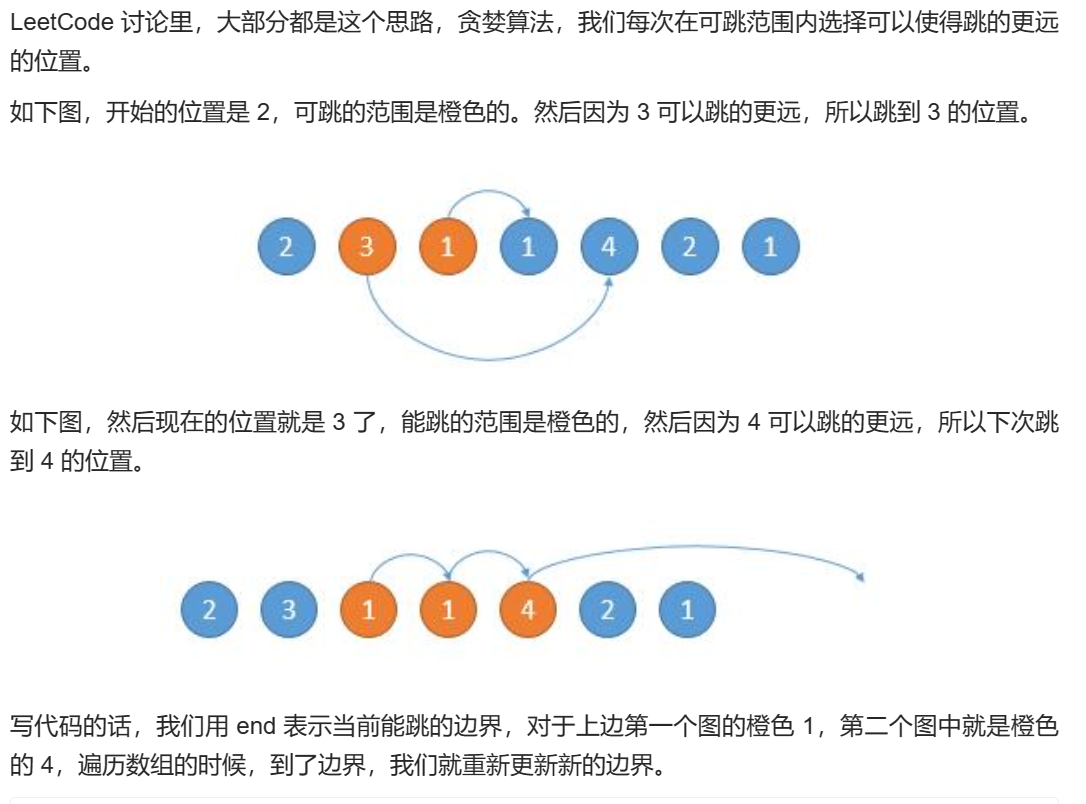 LeetCode 讨论里，大部分都是这个思路，贪婪算法，我们每次在可跳范围内选择可以使得跳的更远
的位置。
如下图，开始的位置是 2，可跳的范围是橙色的。然后因为 3 可以跳的更远，所以跳到 3 的位置。
2 3 1 1 4 2 1
如下图，然后现在的位置就是 3 了，能跳的范围是橙色的，然后因为 4 可以跳的更远，所以下次跳
到 4 的位置。
2 3 1 1 4 2 1
写代码的话，我们用 end 表示当前能跳的边界，对于上边第一个图的橙色 1，第二个图中就是橙色
的 4，遍历数组的时候，到了边界，我们就重新更新新的边界。